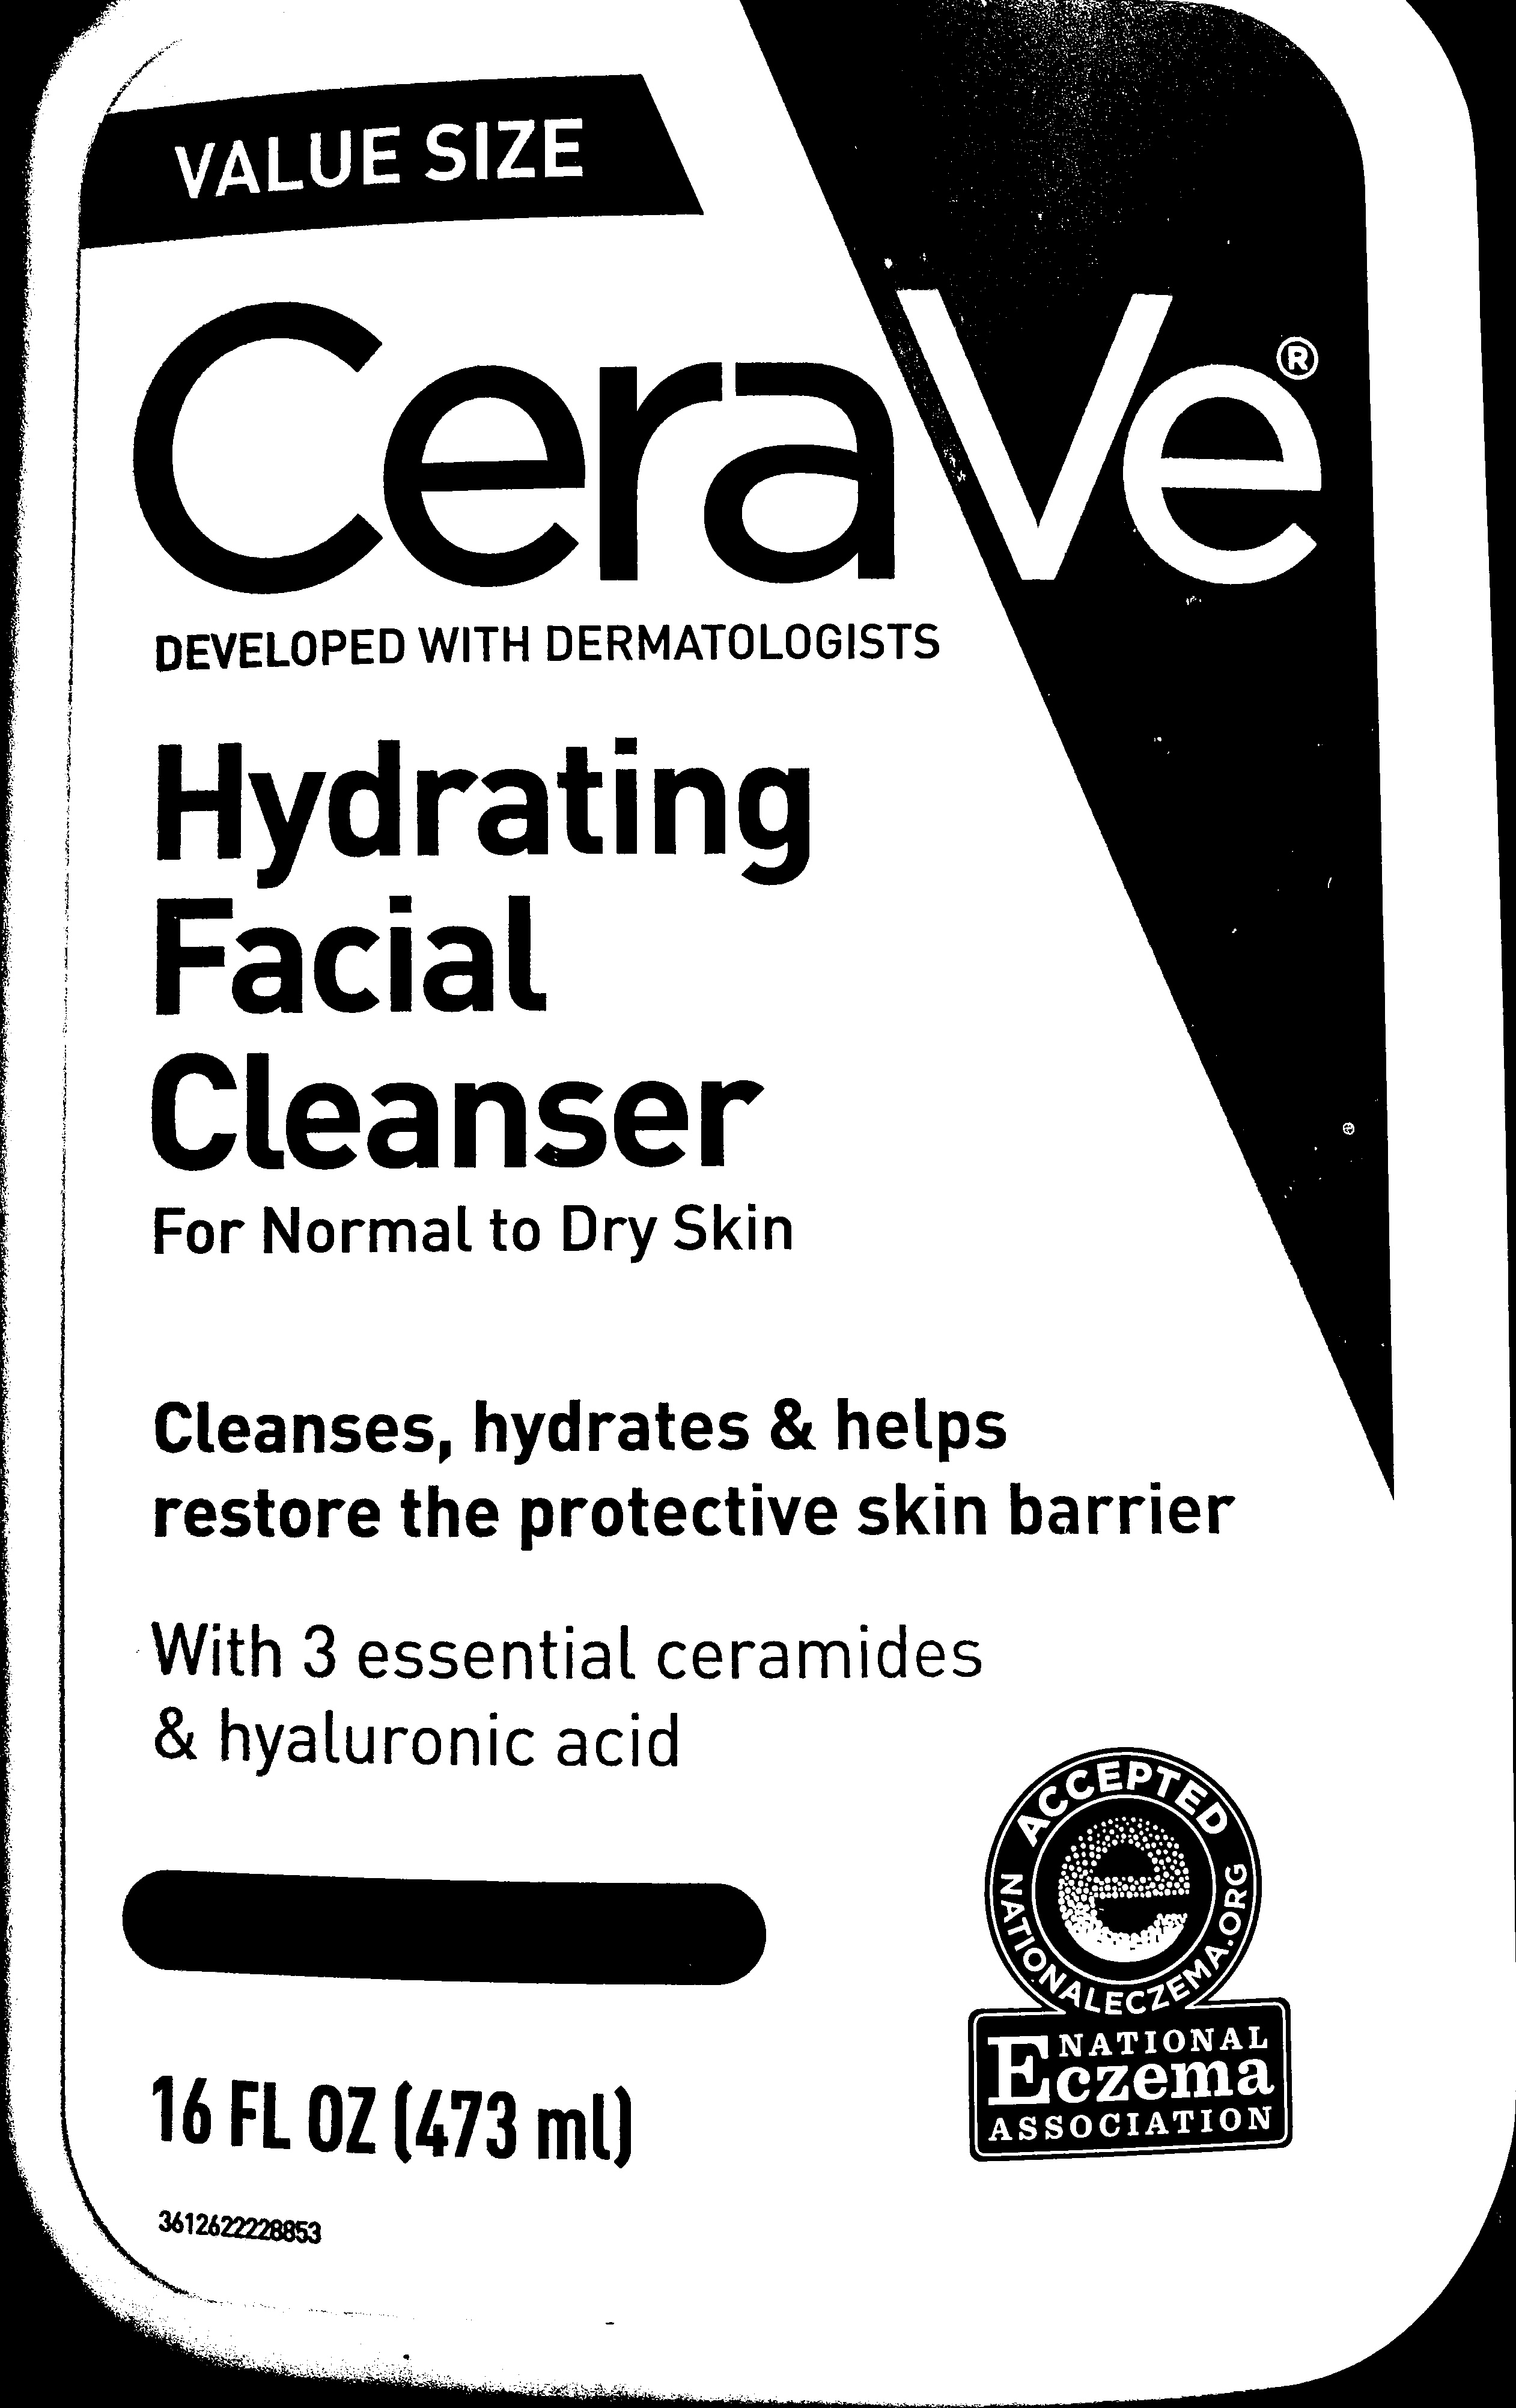 VALUE SIZE
CeraVe®
DEVELOPED WITH DERMATOLOGISTS
Hydrating
Facial
Cleanser
For Normal to Dry Skin
Cleanses, hydrates & helps
restore the protective skin barrier
With 3 essential ceramides
& hyaluronic acid
ACCEPTED
e
NATIONALECZEMA.ORG
NATIONAL
Eczema
ASSOCIATION
16 FL OZ (473 ml)
3612622228853